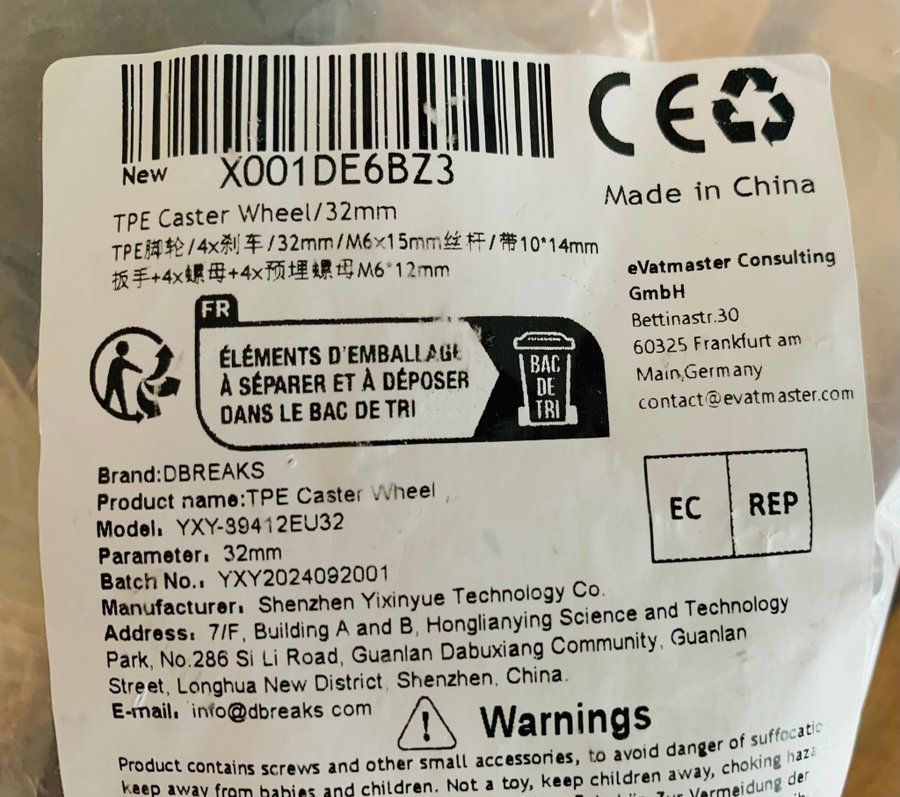 New X001DE6BZ3
TPE Caster Wheel/32mm
TPE脚轮/4x刹车/32mm/M6x15mm丝杆/带10*14mm
扳手+4x螺母+4x预埋螺母M6*12mm
CE
Made in China
eVatmaster Consulting
GmbH
Bettinastr.30
60325 Frankfurt am
Main,Germany
contact@evatmaster.com
FR
ÉLÉMENTS D'EMBALLAGE
À SÉPARER ET À DÉPOSER
DANS LE BAC DE TRI
BAC
DE
TRI
EC REP
Brand:DBREAKS
Product name:TPE Caster Wheel
Model: YXY-39412EU32
Parameter: 32mm
Batch No.: YXY2024092001
Manufacturer: Shenzhen Yixinyue Technology Co.
Address: 7/F, Building A and B, Honglianying Science and Technology
Park, No.286 Si Li Road, Guanlan Dabuxiang Community, Guanlan
Street, Longhua New District, Shenzhen, China.
E-mail: info@dbreaks com
Warnings
Product contains screws and other small accessories, to avoid danger of suffocatio
keep away from babies and children. Not a toy, keep children away, choking haza
Zur Vermeidung der